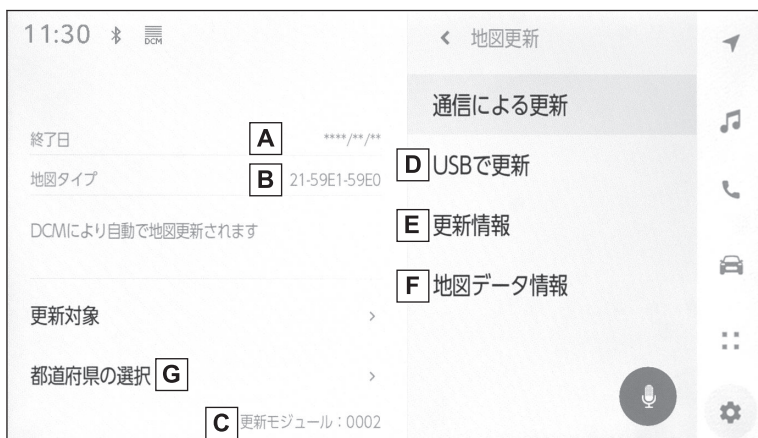 11:30 DCM
終了日 A ****/**/**
地図タイプ B 21-59E1-59E0
DCMにより自動で地図更新されます
更新対象 >
都道府県の選択 G >
C 更新モジュール：0002
< 地図更新
通信による更新
D USBで更新
E 更新情報
F 地図データ情報